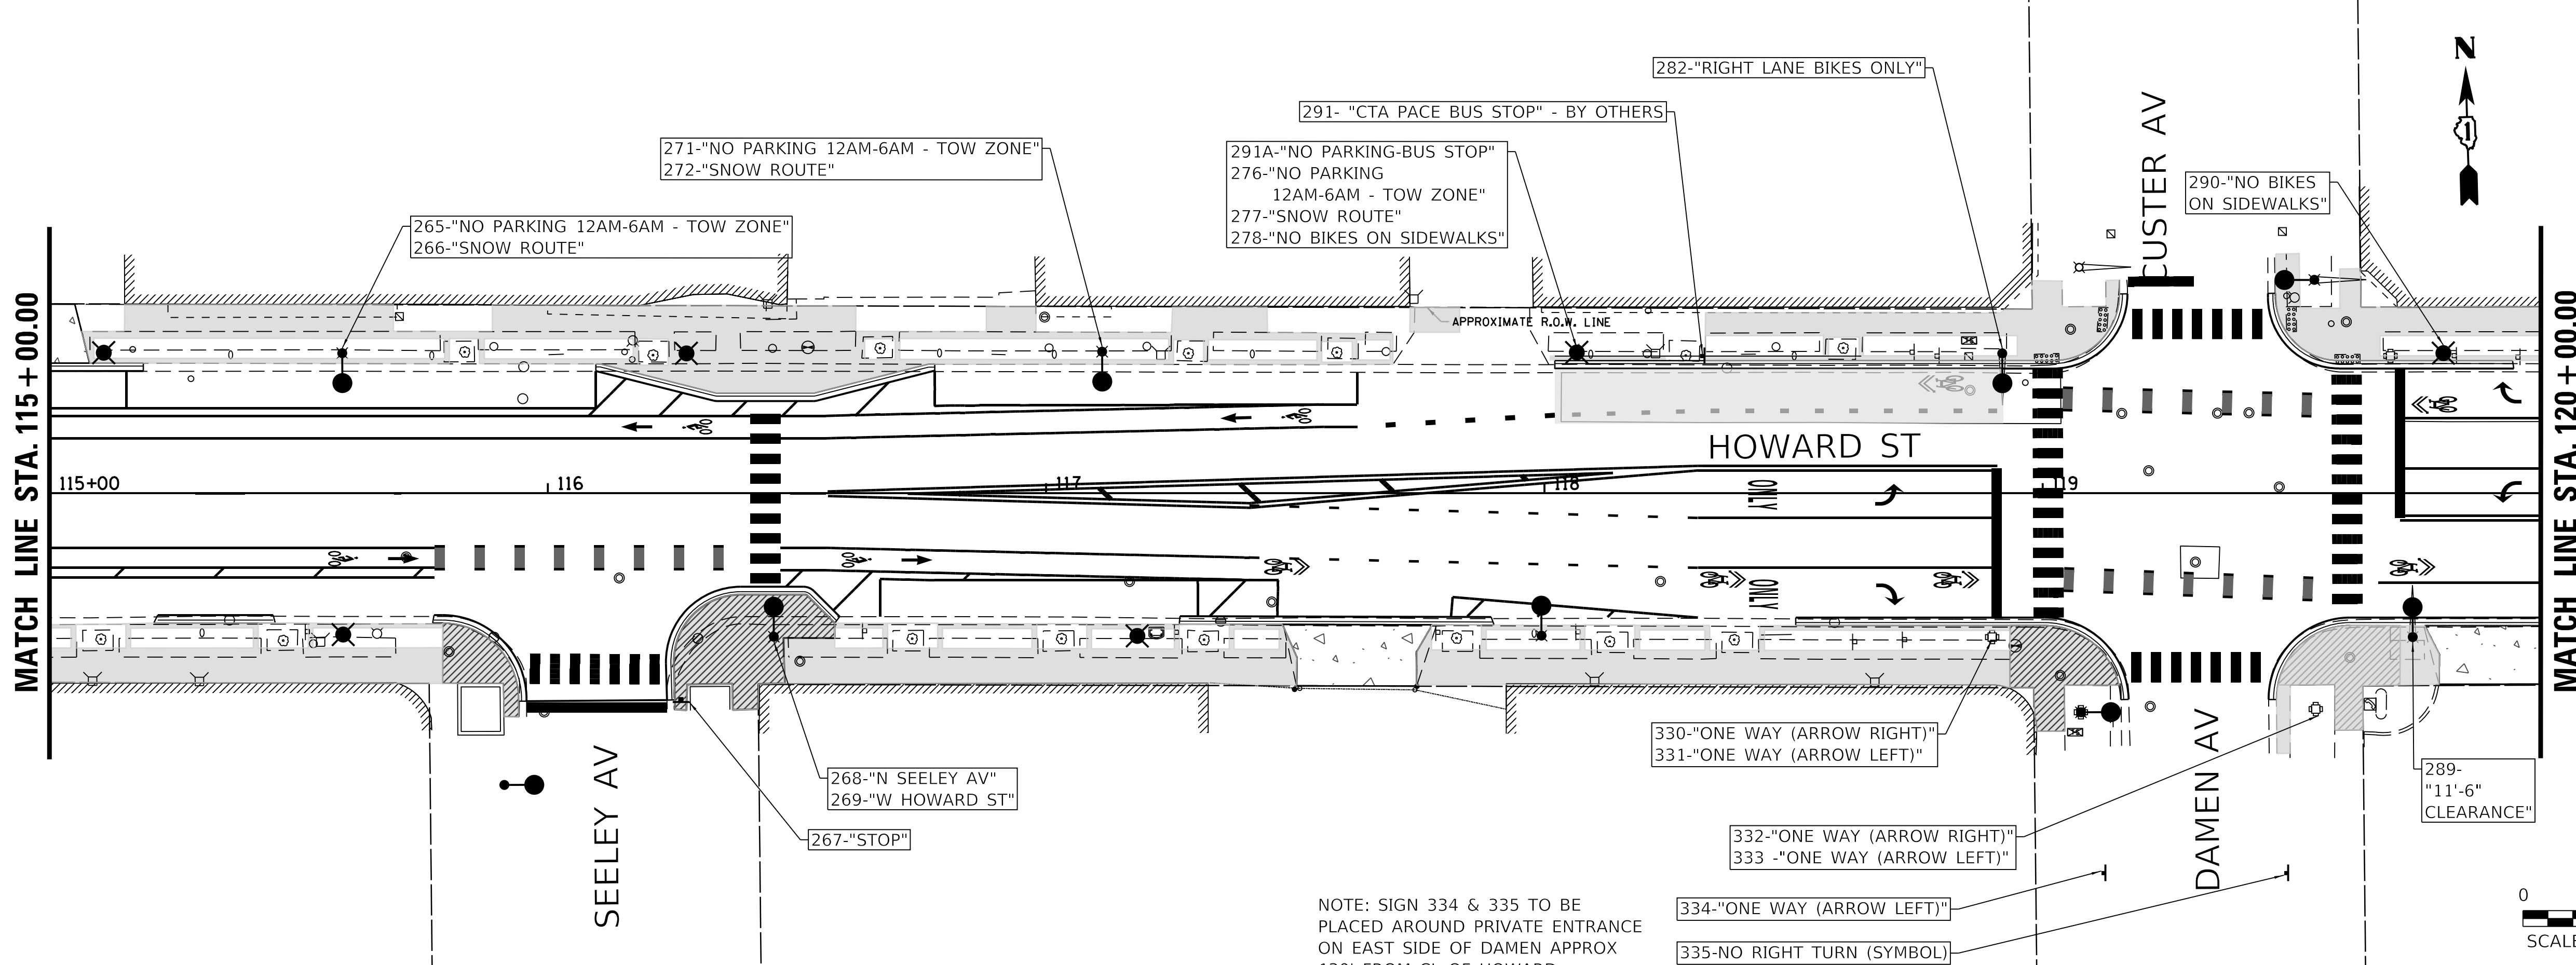 282-"RIGHT LANE BIKES ONLY"
N
1
291- "CTA PACE BUS STOP" - BY OTHERS
CUSTER AV
271-"NO PARKING 12AM-6AM - TOW ZONE"
272-"SNOW ROUTE"
291A-"NO PARKING-BUS STOP"
276-"NO PARKING
12AM-6AM - TOW ZONE"
277-"SNOW ROUTE"
278-"NO BIKES ON SIDEWALKS"
290-"NO BIKES
ON SIDEWALKS"
265-"NO PARKING 12AM-6AM - TOW ZONE"
266-"SNOW ROUTE"
MATCH LINE STA. 115+00.00
MATCH LINE STA. 120+00.00
APPROXIMATE R.O.W. LINE
HOWARD ST
115+00
116
117
118
119
ONLY
ONLY
330-"ONE WAY (ARROW RIGHT)"
331-"ONE WAY (ARROW LEFT)"
SEELEY AV
268-"N SEELEY AV"
269-"W HOWARD ST"
267-"STOP"
DAMEN AV
289-
"11'-6"
CLEARANCE"
332-"ONE WAY (ARROW RIGHT)"
333 -"ONE WAY (ARROW LEFT)"
NOTE: SIGN 334 & 335 TO BE
PLACED AROUND PRIVATE ENTRANCE
ON EAST SIDE OF DAMEN APPROX
334-"ONE WAY (ARROW LEFT)"
335-NO RIGHT TURN (SYMBOL)
0
SCALE